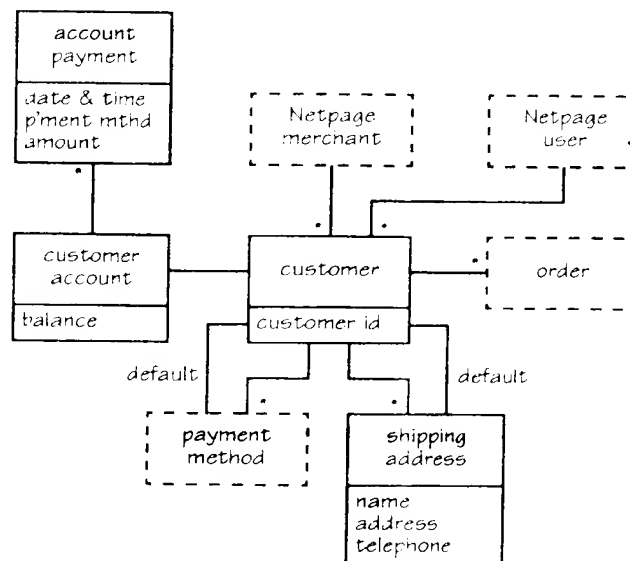 account
payment
date & time
p'ment mthd
amount
Netpage
merchant
Netpage
user
customer
account
balance
customer
customer id
order
default
default
payment
method
shipping
address
name
address
telephone